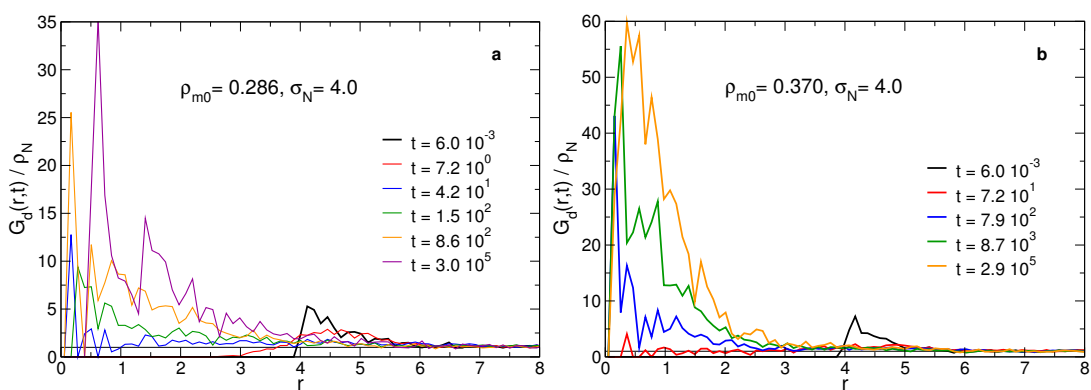 a
ρm0= 0.286, σN= 4.0
t = 6.0 10-3
t = 7.2 100
t = 4.2 101
t = 1.5 102
t = 8.6 102
t = 3.0 105
Gd(r,t) / ρN
0 5 10 15 20 25 30 35
0 1 2 3 4 5 6 7 8
r
b
ρm0= 0.370, σN= 4.0
t = 6.0 10-3
t = 7.2 101
t = 7.9 102
t = 8.7 103
t = 2.9 105
Gd(r,t) / ρN
0 10 20 30 40 50 60
0 1 2 3 4 5 6 7 8
r